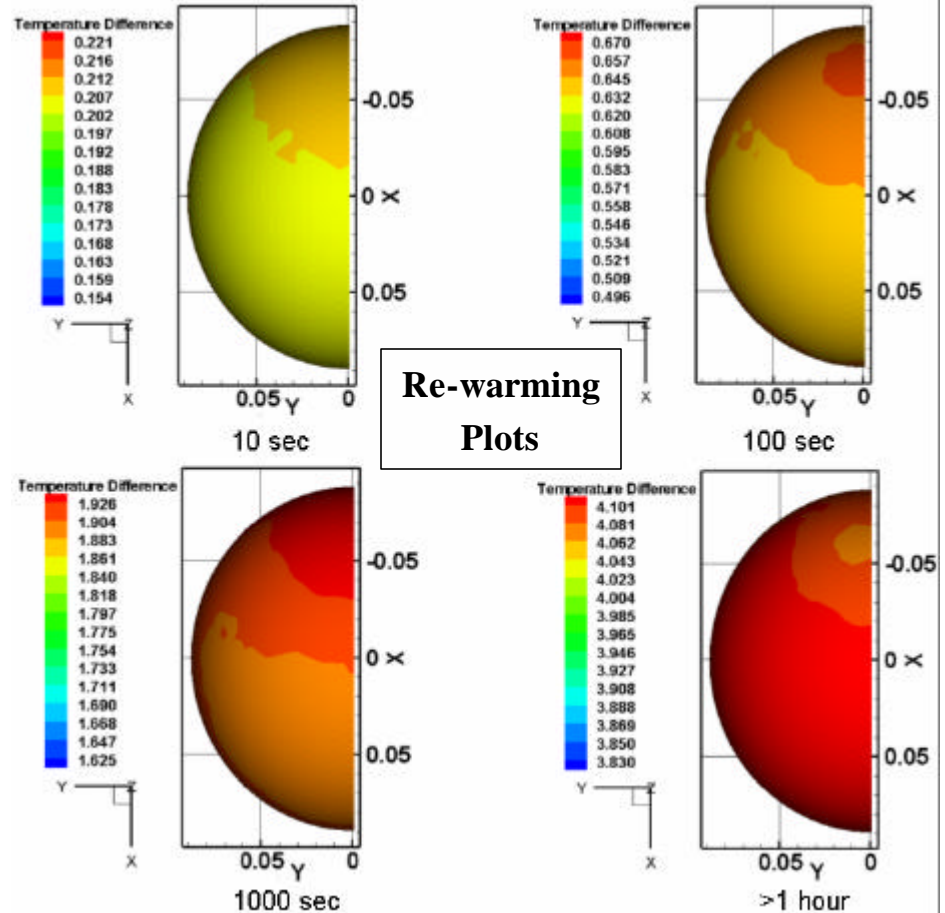 Temperature Difference
0.221
0.216
0.212
0.207
0.202
0.197
0.192
0.188
0.183
0.178
0.173
0.168
0.163
0.159
0.154
Y Z
X
-0.05
0 X
0.05
0.05 Y 0
10 sec
Temperature Difference
0.670
0.657
0.645
0.632
0.620
0.608
0.595
0.583
0.571
0.558
0.546
0.534
0.521
0.509
0.496
Y Z
X
-0.05
0 X
0.05
0.05 Y 0
100 sec
Re-warming
Plots
Temperature Difference
1.926
1.904
1.883
1.861
1.840
1.818
1.797
1.775
1.754
1.733
1.711
1.690
1.668
1.647
1.625
Y Z
X
-0.05
0 X
0.05
0.05 Y 0
1000 sec
Temperature Difference
4.101
4.081
4.062
4.043
4.023
4.004
3.985
3.965
3.946
3.927
3.908
3.888
3.869
3.850
3.830
Y Z
X
-0.05
0 X
0.05
0.05 Y 0
>1 hour